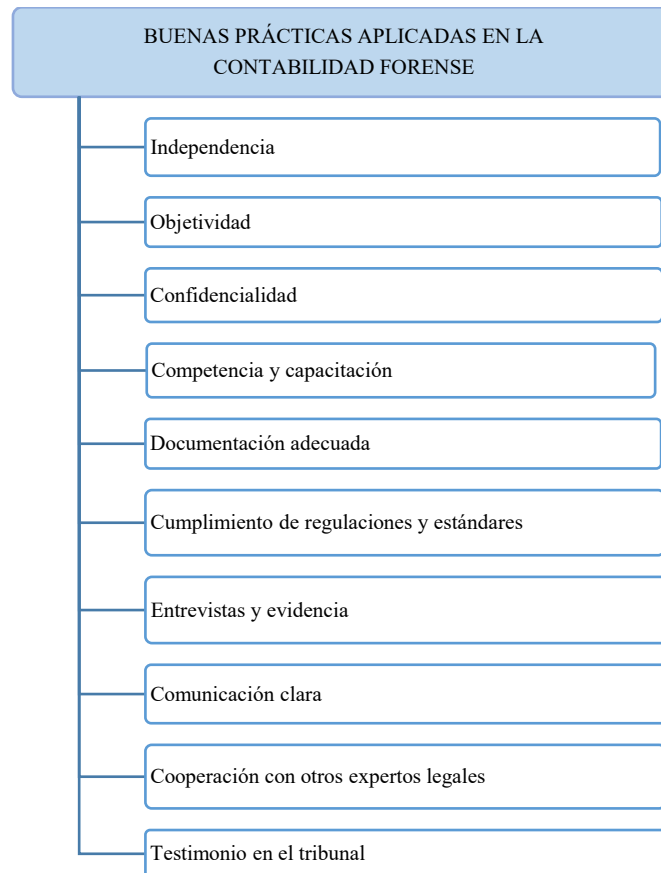 BUENAS PRÁCTICAS APLICADAS EN LA
CONTABILIDAD FORENSE
Independencia
Objetividad
Confidencialidad
Competencia y capacitación
Documentación adecuada
Cumplimiento de regulaciones y estándares
Entrevistas y evidencia
Comunicación clara
Cooperación con otros expertos legales
Testimonio en el tribunal